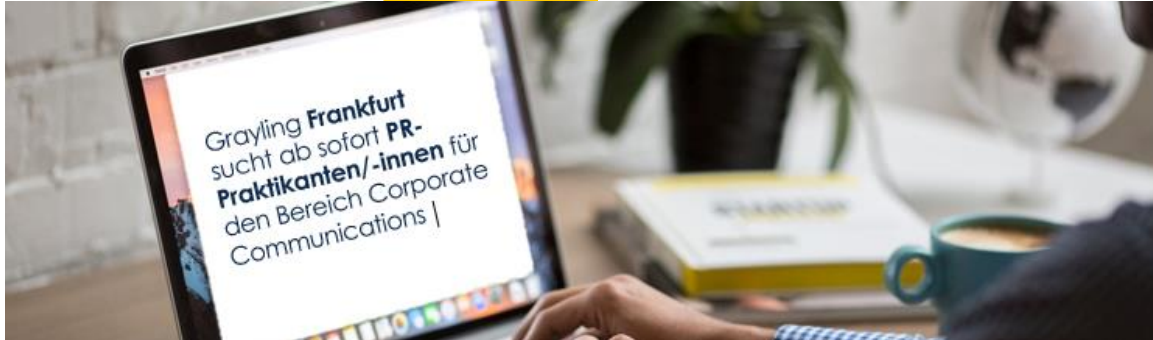 Grayling Frankfurt
sucht ab sofort PR-
Praktikanten/-innen für
den Bereich Corporate
Communications |